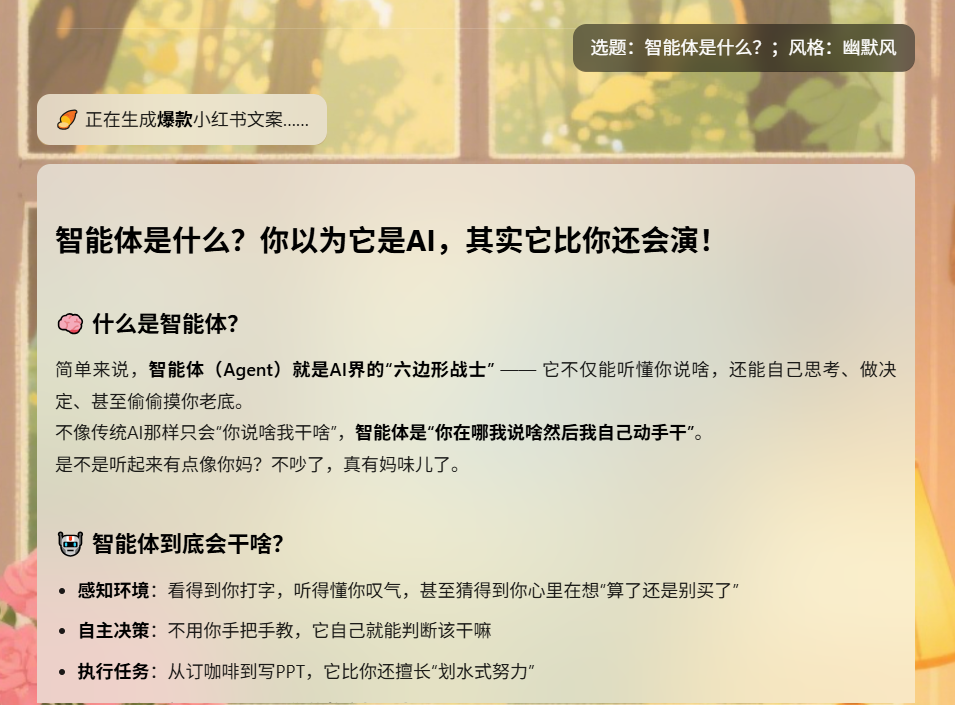 选题：智能体是什么？；风格：幽默风
正在生成爆款小红书文案……
智能体是什么？你以为它是AI，其实它比你还会演！
什么是智能体？
简单来说，智能体（Agent）就是AI界的“六边形战士” —— 它不仅能听懂你说啥，还能自己思考、做决
定、甚至偷偷摸你老底。
不像传统AI那样只会“你说啥我干啥”，智能体是“你在哪我说啥然后我自己动手干”。
是不是听起来有点像你妈？不吵了，真有妈味儿了。
智能体到底会干啥？
• 感知环境：看得到你打字，听得懂你叹气，甚至猜得到你心里在想“算了还是别买了”
• 自主决策：不用你手把手教，它自己就能判断该干嘛
• 执行任务：从订咖啡到写PPT，它比你还擅长“划水式努力”